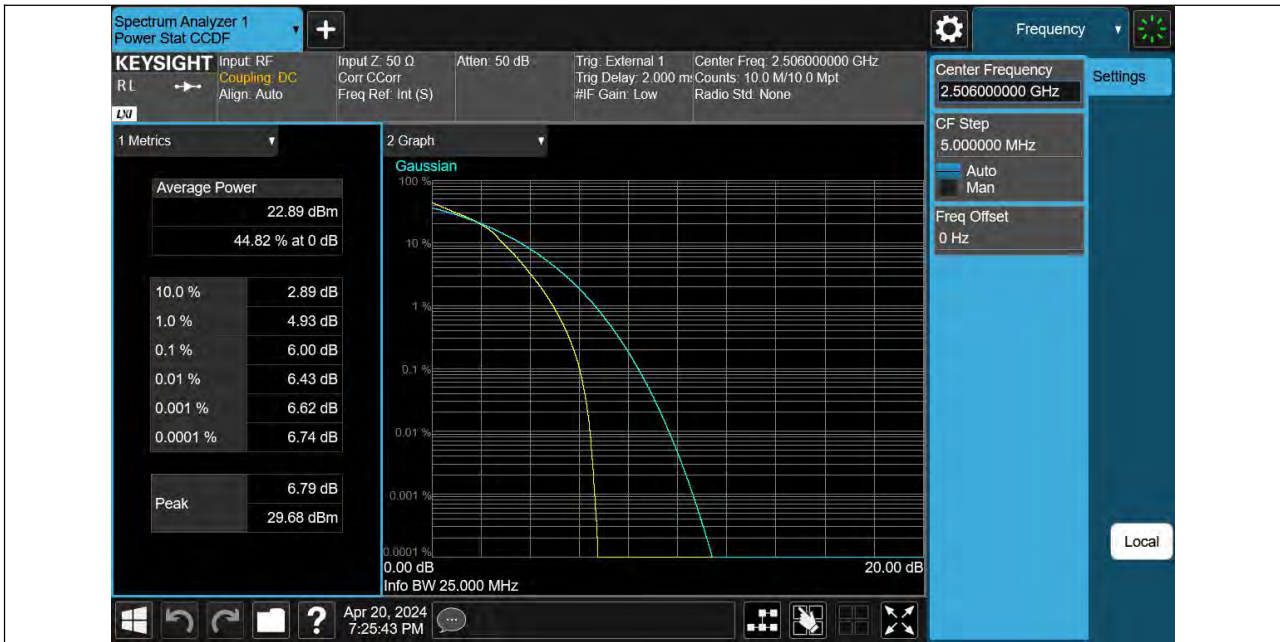 Spectrum Analyzer 1
Power Stat CCDF
Frequency
KEYSIGHT
Input: RF
Coupling: DC
Align: Auto
Input Z: 50 Ω
Corr CCorr
Freq Ref: Int (S)
Atten: 50 dB
Trig: External 1
Trig Delay: 2.000 ms
#IF Gain: Low
Center Freq: 2.506000000 GHz
Counts: 10.0 M/10.0 Mpt
Radio Std: None
RL
LXI
Center Frequency
2.506000000 GHz
Settings
CF Step
5.000000 MHz
Auto
Man
Freq Offset
0 Hz
1 Metrics
Average Power
22.89 dBm
44.82 % at 0 dB
10.0 % 2.89 dB
1.0 % 4.93 dB
0.1 % 6.00 dB
0.01 % 6.43 dB
0.001 % 6.62 dB
0.0001 % 6.74 dB
Peak
6.79 dB
29.68 dBm
2 Graph
Gaussian
100 %
10 %
1 %
0.1 %
0.01 %
0.001 %
0.0001 %
0.00 dB
20.00 dB
Info BW 25.000 MHz
Local
?
Apr 20, 2024
7:25:43 PM